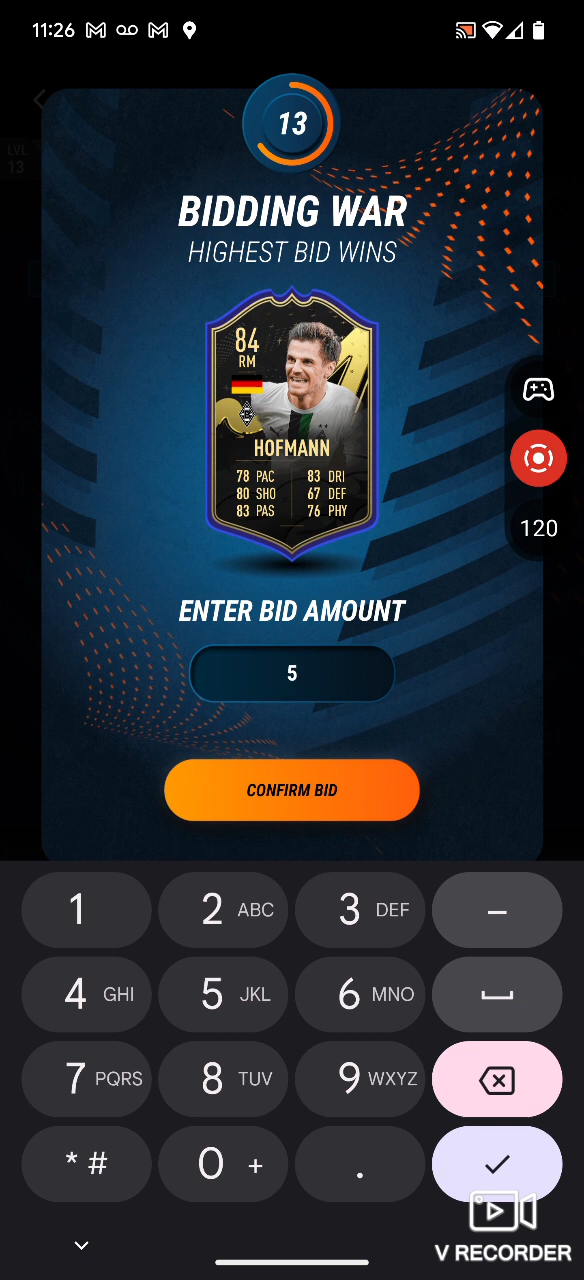 11:26
LVL
13
13
BIDDING WAR
HIGHEST BID WINS
84
RM
HOFMANN
78 PAC 83 DRI
80 SHO 67 DEF
83 PAS 76 PHY
120
ENTER BID AMOUNT
5
CONFIRM BID
1 2 ABC 3 DEF –
4 GHI 5 JKL 6 MNO
7 PQRS 8 TUV 9 WXYZ
* # 0 + .
V RECORDER